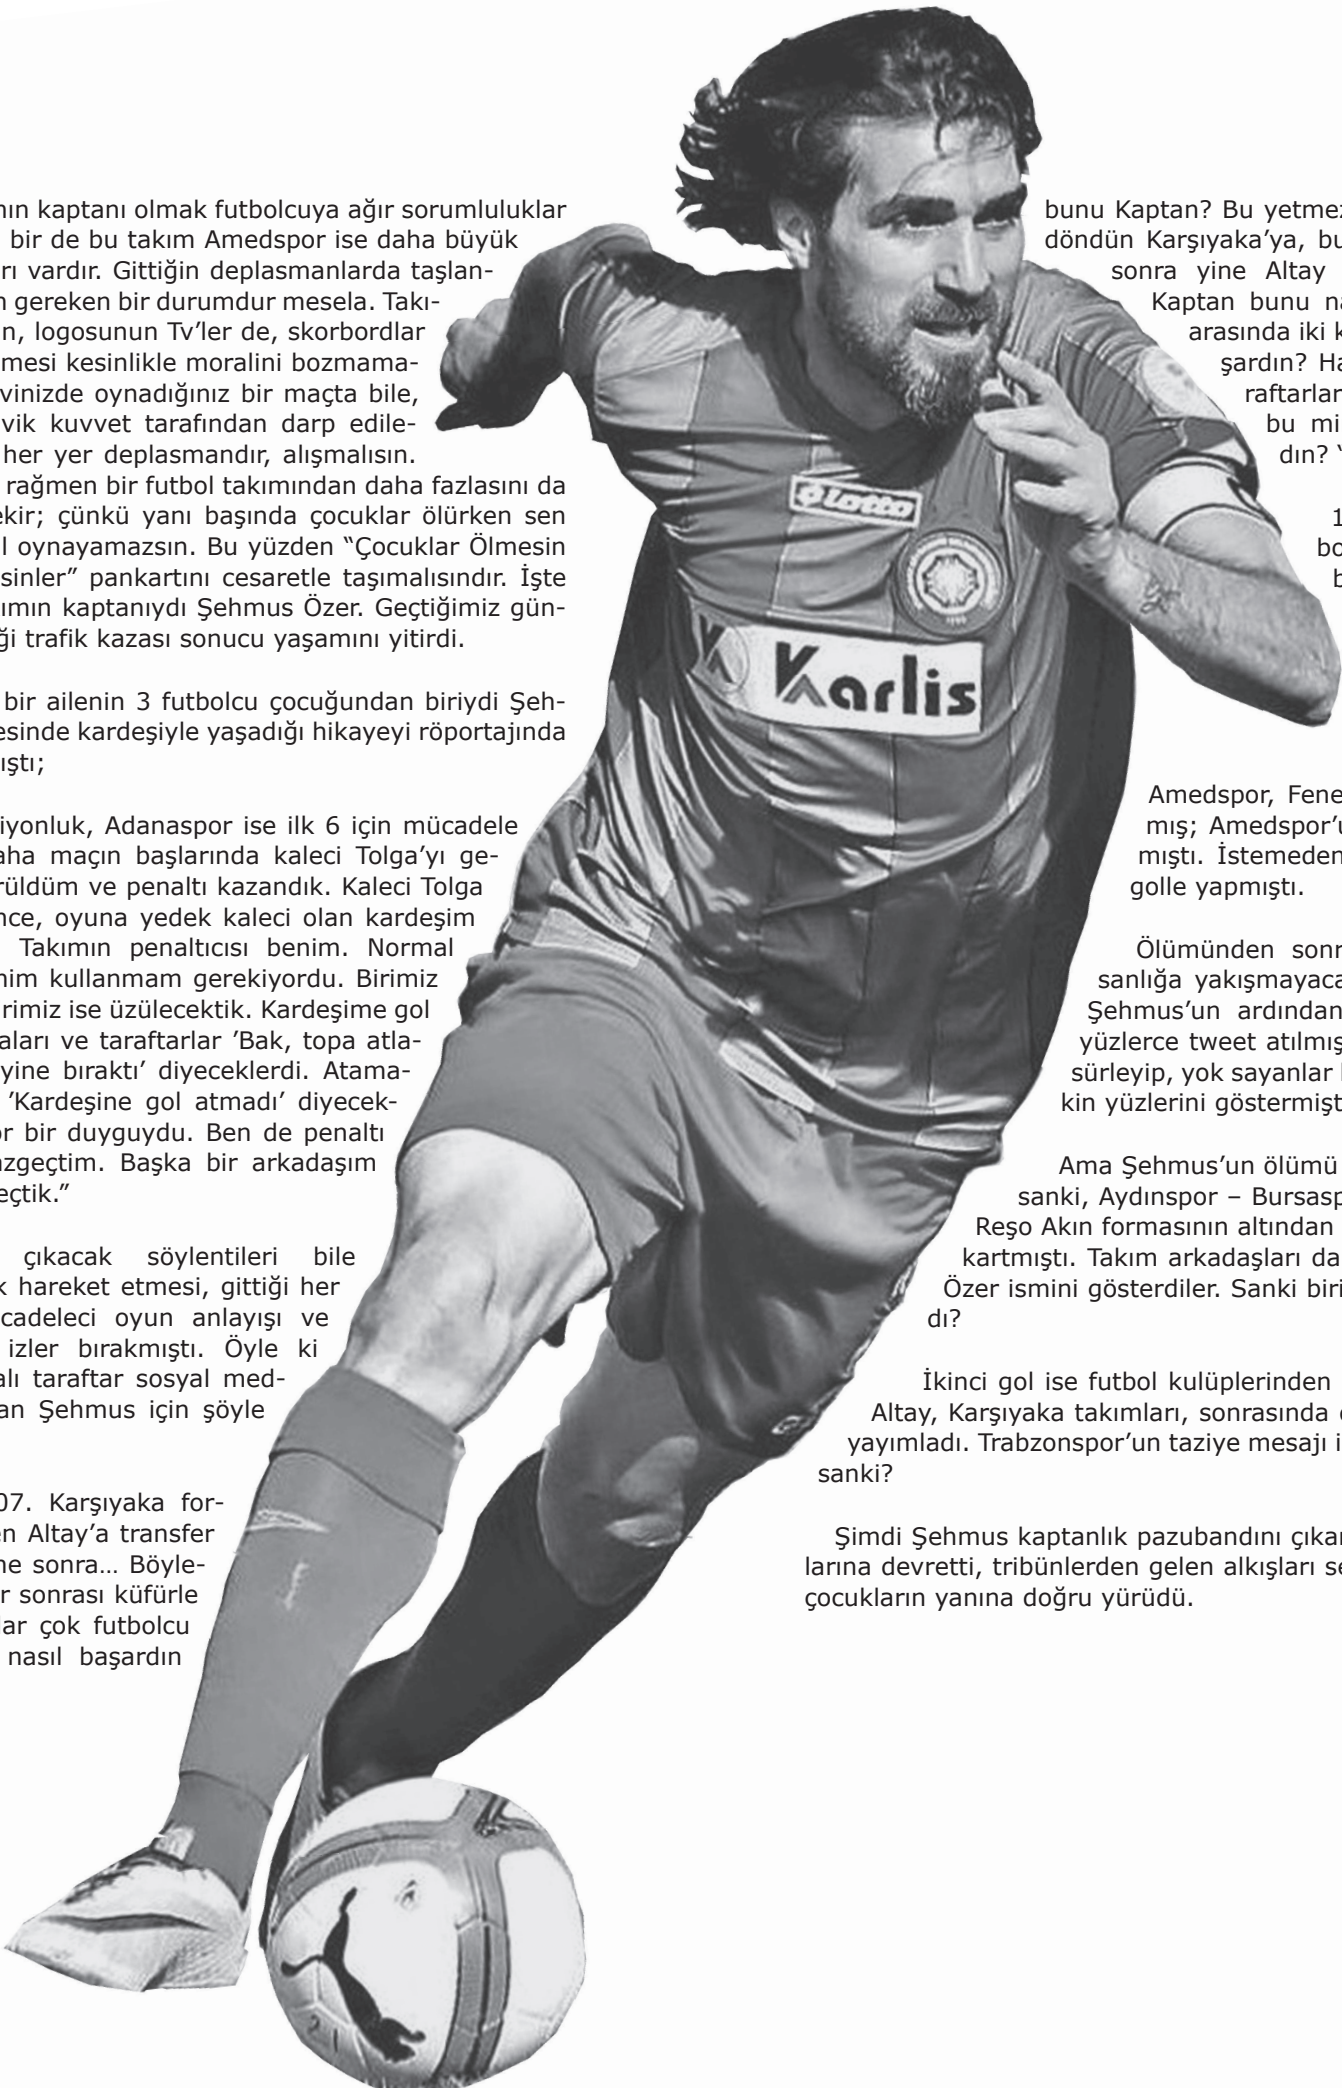 nın kaptanı olmak futbolcuya ağır sorumluluklar
bir de bu takım Amedspor ise daha büyük
rı vardır. Gittiğin deplasmanlarda taşlan-
n gereken bir durumdur mesela. Takı-
n, logosunun Tv’ler de, skorbordlar
mesi kesinlikle moralini bozmama-
vinizde oynadığınız bir maçta bile,
vik kuvvet tarafından darp edile-
her yer deplasmandır, alışmalısın.
rağmen bir futbol takımından daha fazlasını da
ekir; çünkü yanı başında çocuklar ölürken sen
l oynayamazsın. Bu yüzden “Çocuklar Ölmesin
sinler” pankartını cesaretle taşımalısındır. İşte
ımın kaptanıydı Şehmus Özer. Geçtiğimiz gün-
ği trafik kazası sonucu yaşamını yitirdi.
bir ailenin 3 futbolcu çocuğundan biriydi Şeh-
esinde kardeşiyle yaşadığı hikayeyi röportajında
ıştı;
iyonluk, Adanaspor ise ilk 6 için mücadele
aha maçın başlarında kaleci Tolga’yı ge-
rüldüm ve penaltı kazandık. Kaleci Tolga
nce, oyuna yedek kaleci olan kardeşim
Takımın penaltıcısı benim. Normal
nim kullanmam gerekiyordu. Birimiz
irimiz ise üzülecektik. Kardeşime gol
aları ve taraftarlar ’Bak, topa atla-
yine bıraktı’ diyeceklerdi. Atama-
’Kardeşine gol atmadı’ diyecek-
or bir duyguydu. Ben de penaltı
azgeçtim. Başka bir arkadaşım
eçtik.”
çıkacak söylentileri bile
k hareket etmesi, gittiği her
cadeleci oyun anlayışı ve
izler bırakmıştı. Öyle ki
alı taraftar sosyal med-
an Şehmus için şöyle
07. Karşıyaka for-
en Altay’a transfer
ne sonra… Böyle-
r sonrası küfürle
dar çok futbolcu
nasıl başardın
bunu Kaptan? Bu yetmez
döndün Karşıyaka’ya, bu
sonra yine Altay
Kaptan bunu na
arasında iki k
şardın? Ha
raftarlar
bu mi
dın? “
1
bo
b
Amedspor, Fene
mış; Amedspor’u
mıştı. İstemeden
golle yapmıştı.
Ölümünden sonr
sanlığa yakışmayaca
Şehmus’un ardından
yüzlerce tweet atılmış
sürleyip, yok sayanlar
kin yüzlerini göstermişt
Ama Şehmus’un ölümü
sanki, Aydınspor – Bursasp
Reşo Akın formasının altından
kartmıştı. Takım arkadaşları da
Özer ismini gösterdiler. Sanki biri
dı?
İkinci gol ise futbol kulüplerinden
Altay, Karşıyaka takımları, sonrasında
yayımladı. Trabzonspor’un taziye mesajı i
sanki?
Şimdi Şehmus kaptanlık pazubandını çıkar
larına devretti, tribünlerden gelen alkışları se
çocukların yanına doğru yürüdü.
Lotto
Karlis
21